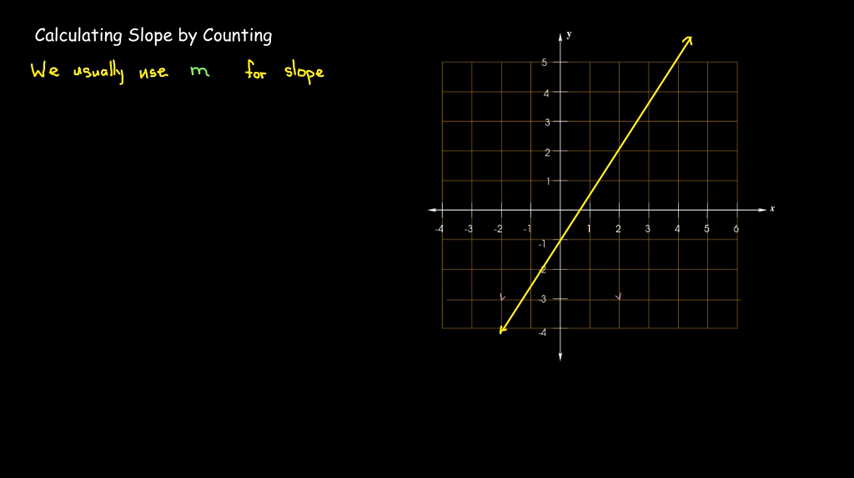 Calculating Slope by Counting
We usually use m for slope
y
5
4
3
2
1
x
-4 -3 -2 -1 1 2 3 4 5 6
-1
-2
-3
-4